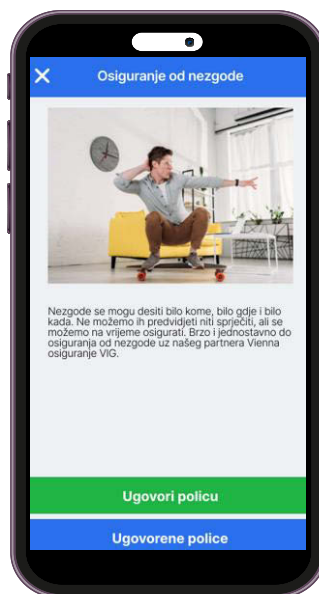 Osiguranje od nezgode
Nezgode se mogu desiti bilo kome, bilo gdje i bilo
kada. Ne možemo ih predvidjeti niti spriječiti, ali se
možemo na vrijeme osigurati. Brzo i jednostavno do
osiguranja od nezgode uz našeg partnera Vienna
osiguranje VIG.
Ugovori policu
Ugovorene police